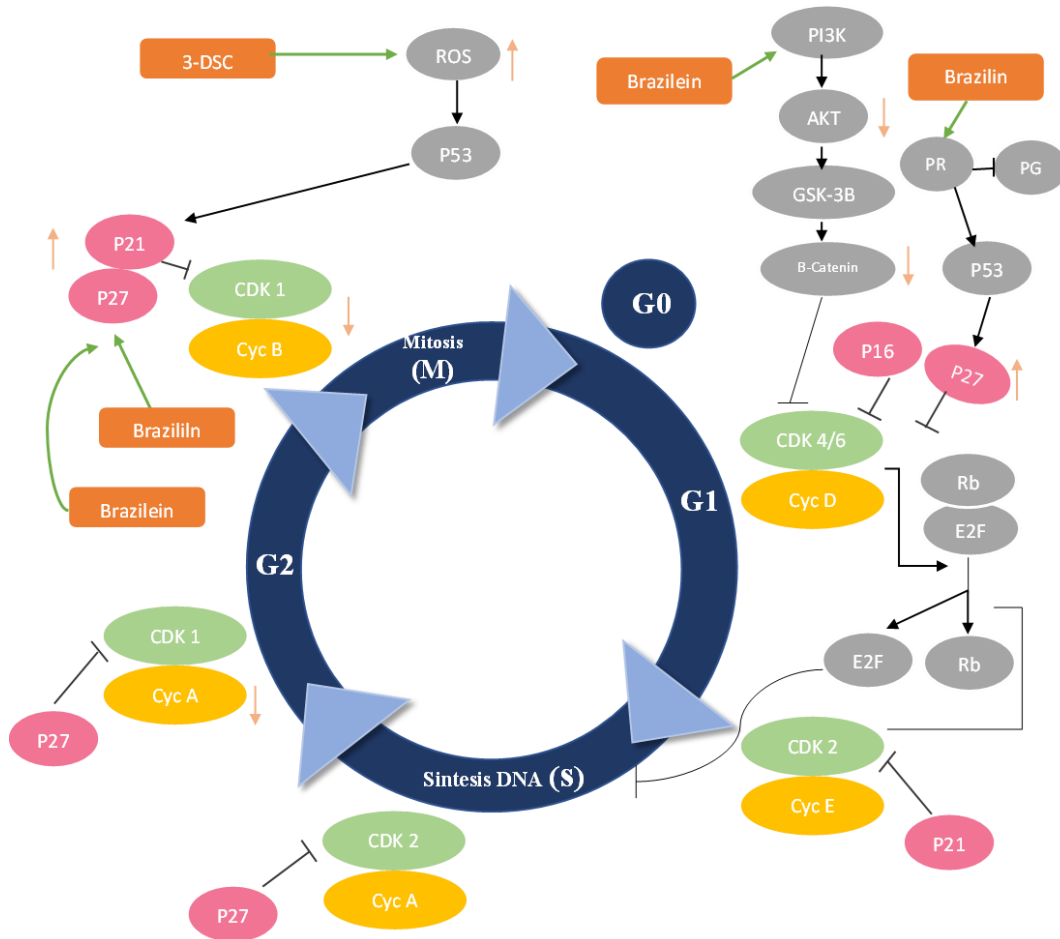 3-DSC
ROS
P53
P21
P27
CDK 1
Cyc B
Brazililn
Brazilein
PI3K
Brazilein
AKT
GSK-3B
B-Catenin
Brazilin
PR
PG
P53
P16
P27
G0
Mitosis
(M)
G1
G2
Sintesis DNA (S)
CDK 4/6
Cyc D
Rb
E2F
E2F
Rb
CDK 2
Cyc E
P21
CDK 1
Cyc A
P27
CDK 2
Cyc A
P27